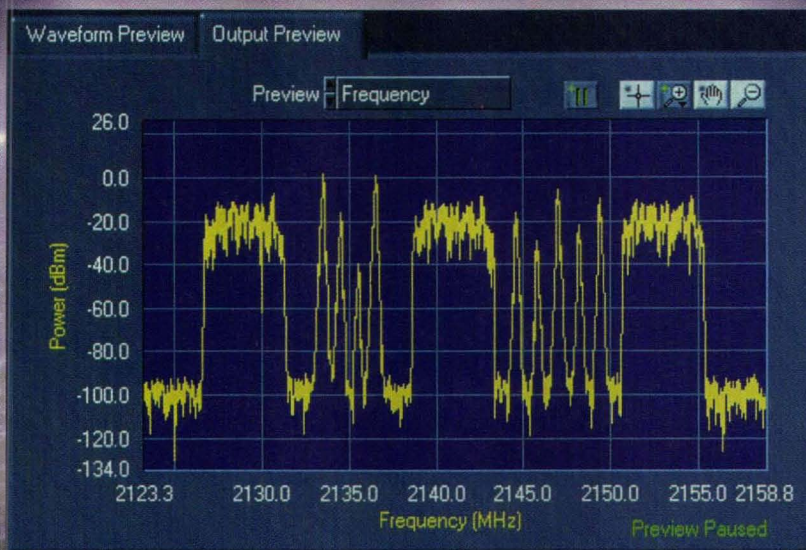 Waveform Preview Output Preview
Preview Frequency
26.0
0.0
-20.0
-40.0
-60.0
-80.0
-100.0
-120.0
-134.0
Power (dBm)
2123.3 2130.0 2135.0 2140.0 2145.0 2150.0 2155.0 2158.8
Frequency (MHz)
Preview Paused